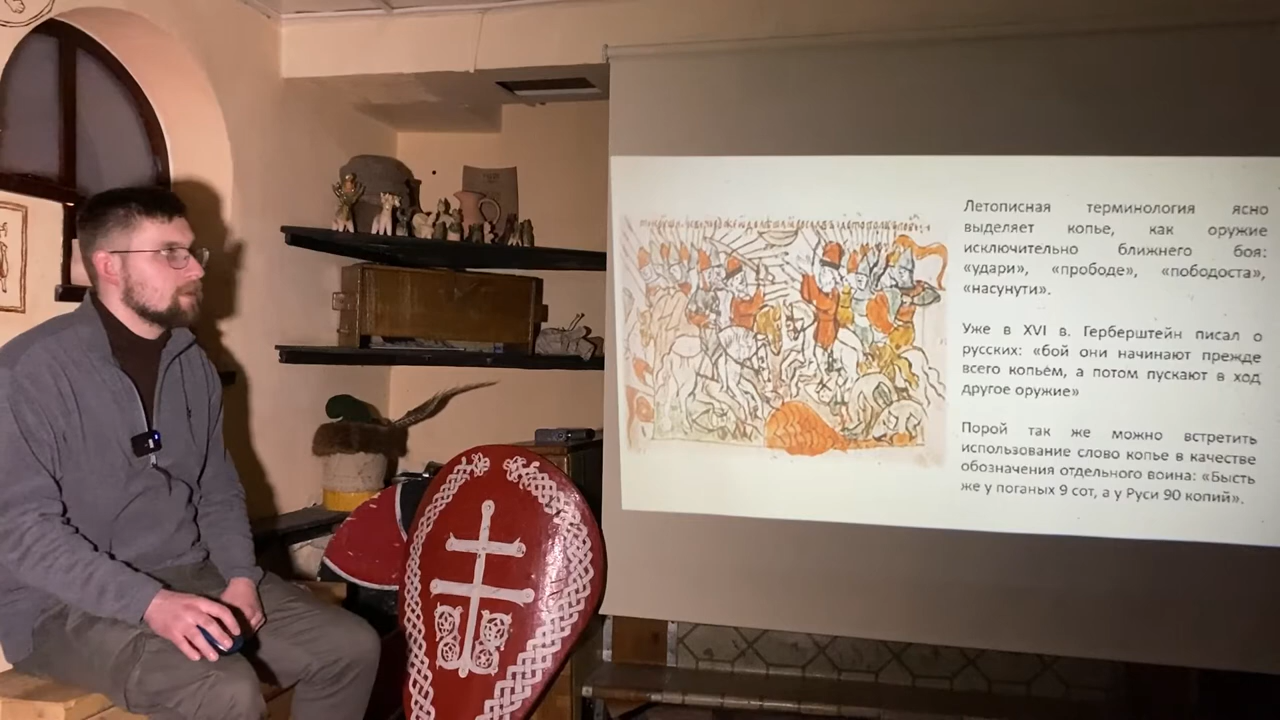 Летописная терминология ясно
выделяет копье, как оружие
исключительно ближнего боя:
«удари», «прободе», «пободоста»,
«насунути».
Уже в XVI в. Герберштейн писал о
русских: «бой они начинают прежде
всего копьем, а потом пускают в ход
другое оружие»
Порой так же можно встретить
использование слово копье в качестве
обозначения отдельного воина: «Бысть
же у поганых 9 сот, а у Руси 90 копий».